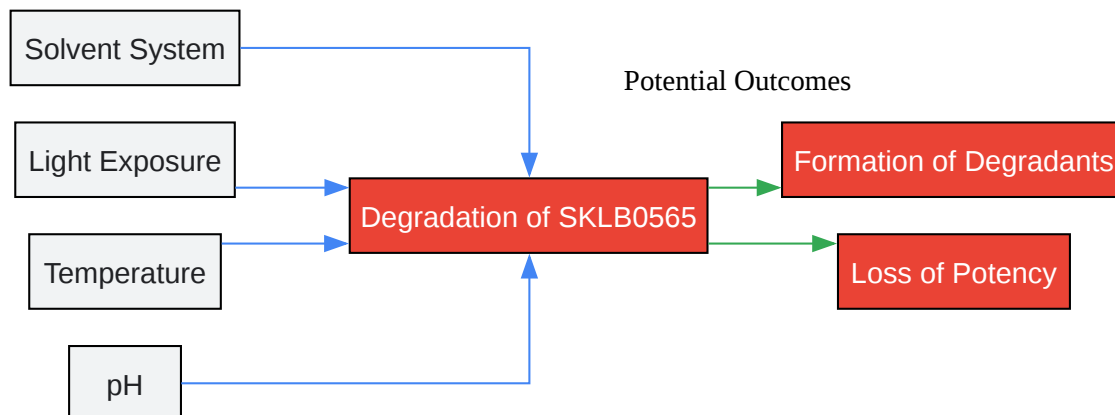 Solvent System
Potential Outcomes
Light Exposure
Formation of Degradants
Degradation of SKLB0565
Temperature
Loss of Potency
pH